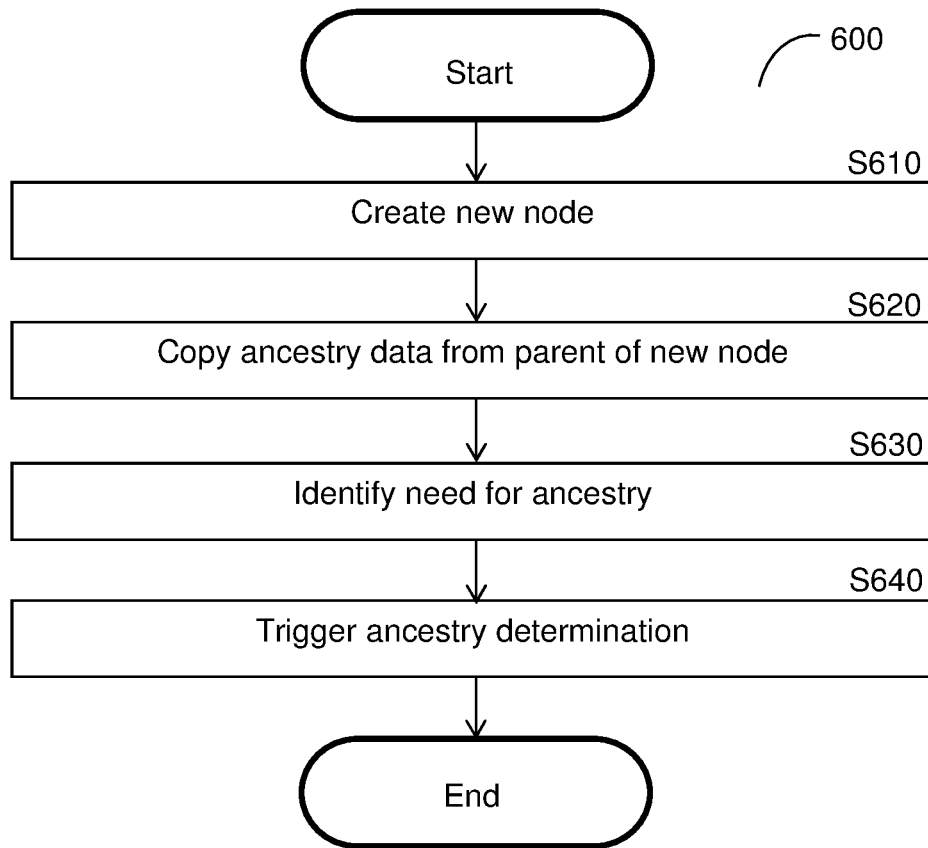 Start
600
S610
Create new node
S620
Copy ancestry data from parent of new node
S630
Identify need for ancestry
S640
Trigger ancestry determination
End